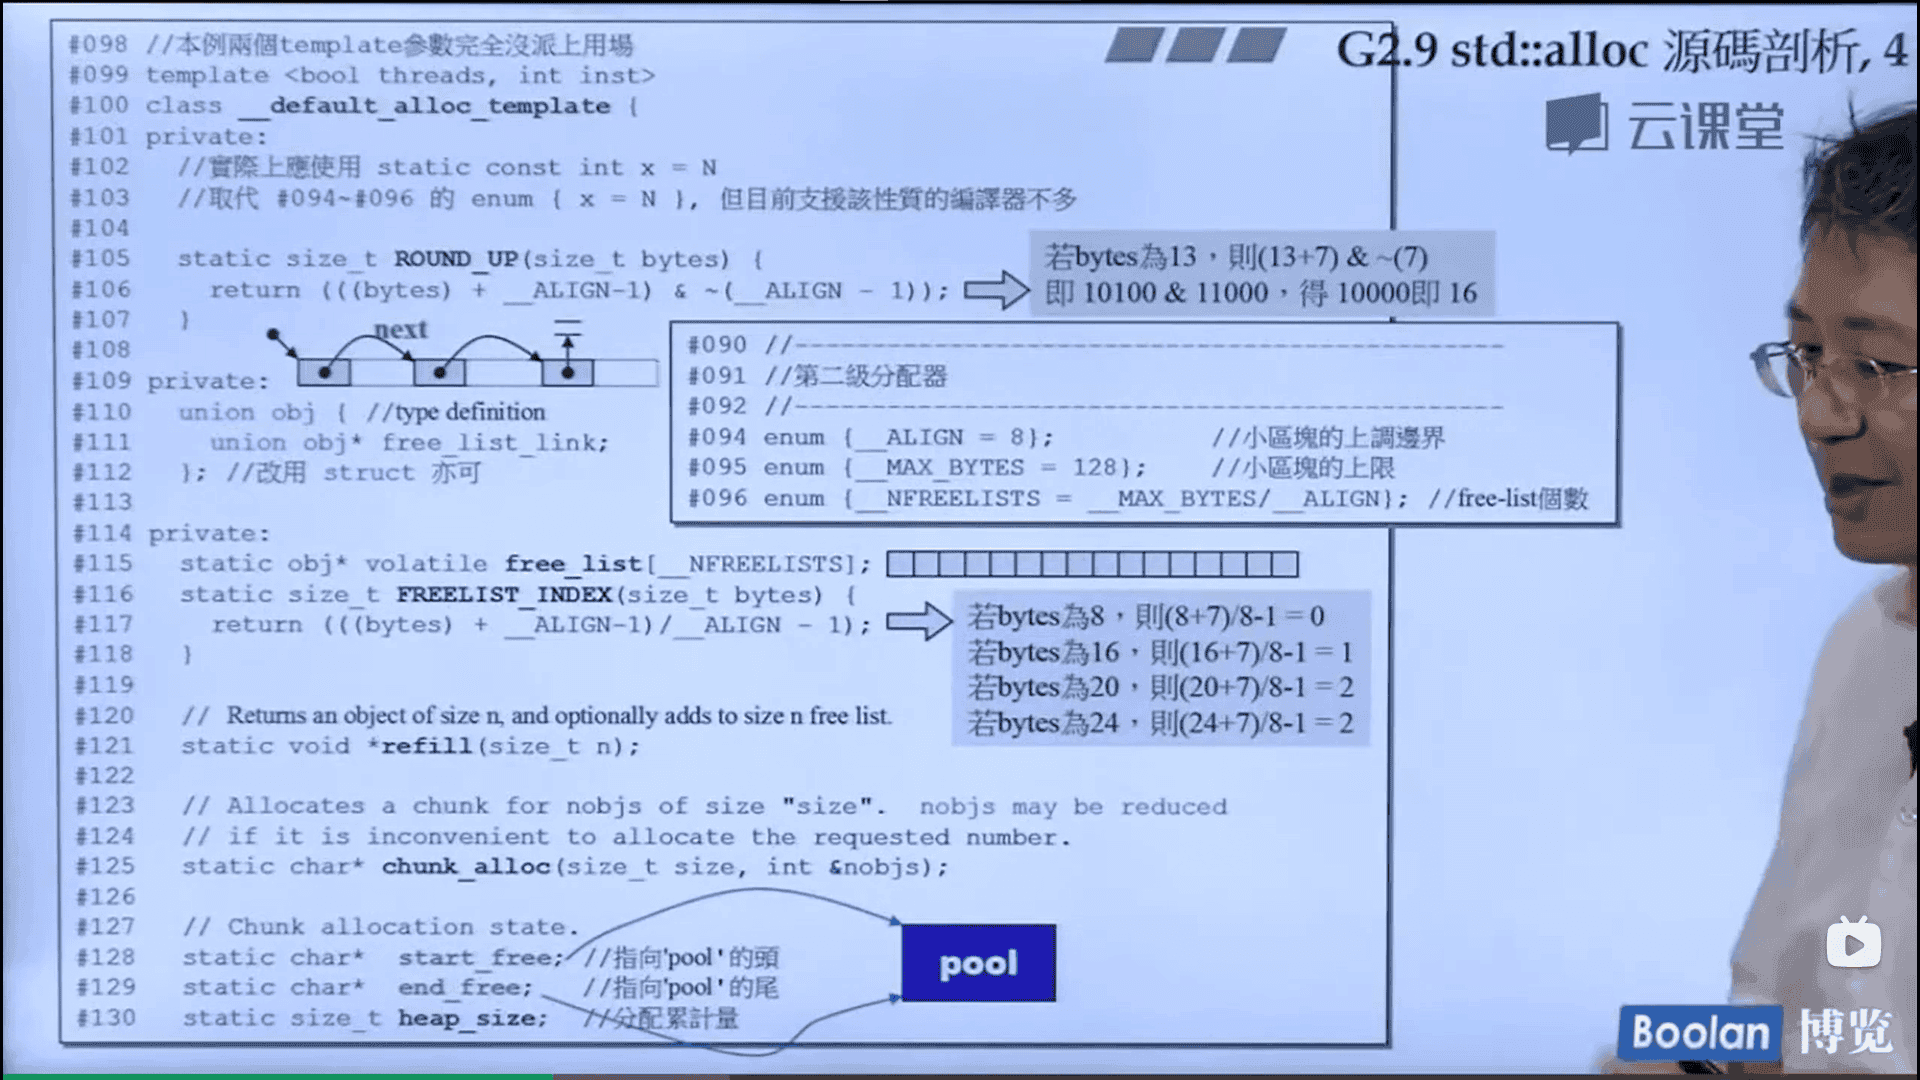 G2.9 std::alloc 源碼剖析, 4
云课堂
#098 //本例兩個template參數完全沒派上用場
#099 template <bool threads, int inst>
#100 class __default_alloc_template {
#101 private:
#102 //實際上應使用 static const int x = N
#103 //取代 #094~#096 的 enum { x = N }, 但目前支援該性質的編譯器不多
#104
#105 static size_t ROUND_UP(size_t bytes) {
#106 return (((bytes) + __ALIGN-1) & ~(__ALIGN - 1));
#107 }
#108
#109 private:
#110 union obj { //type definition
#111 union obj* free_list_link;
#112 }; //改用 struct 亦可
#113
#114 private:
#115 static obj* volatile free_list[__NFREELISTS];
#116 static size_t FREELIST_INDEX(size_t bytes) {
#117 return (((bytes) + __ALIGN-1)/__ALIGN - 1);
#118 }
#119
#120 // Returns an object of size n, and optionally adds to size n free list.
#121 static void *refill(size_t n);
#122
#123 // Allocates a chunk for nobjs of size "size". nobjs may be reduced
#124 // if it is inconvenient to allocate the requested number.
#125 static char* chunk_alloc(size_t size, int &nobjs);
#126
#127 // Chunk allocation state.
#128 static char* start_free; //指向'pool'的頭
#129 static char* end_free; //指向'pool'的尾
#130 static size_t heap_size; //分配累計量
若bytes為13，則(13+7) & ~(7)
即 10100 & 11000，得 10000即 16
next
#090 //----------------------------------------------
#091 //第二級分配器
#092 //----------------------------------------------
#094 enum {__ALIGN = 8}; //小區塊的上調邊界
#095 enum {__MAX_BYTES = 128}; //小區塊的上限
#096 enum {__NFREELISTS = __MAX_BYTES/__ALIGN}; //free-list個數
若bytes為8，則(8+7)/8-1 = 0
若bytes為16，則(16+7)/8-1 = 1
若bytes為20，則(20+7)/8-1 = 2
若bytes為24，則(24+7)/8-1 = 2
pool
Boolan 博览